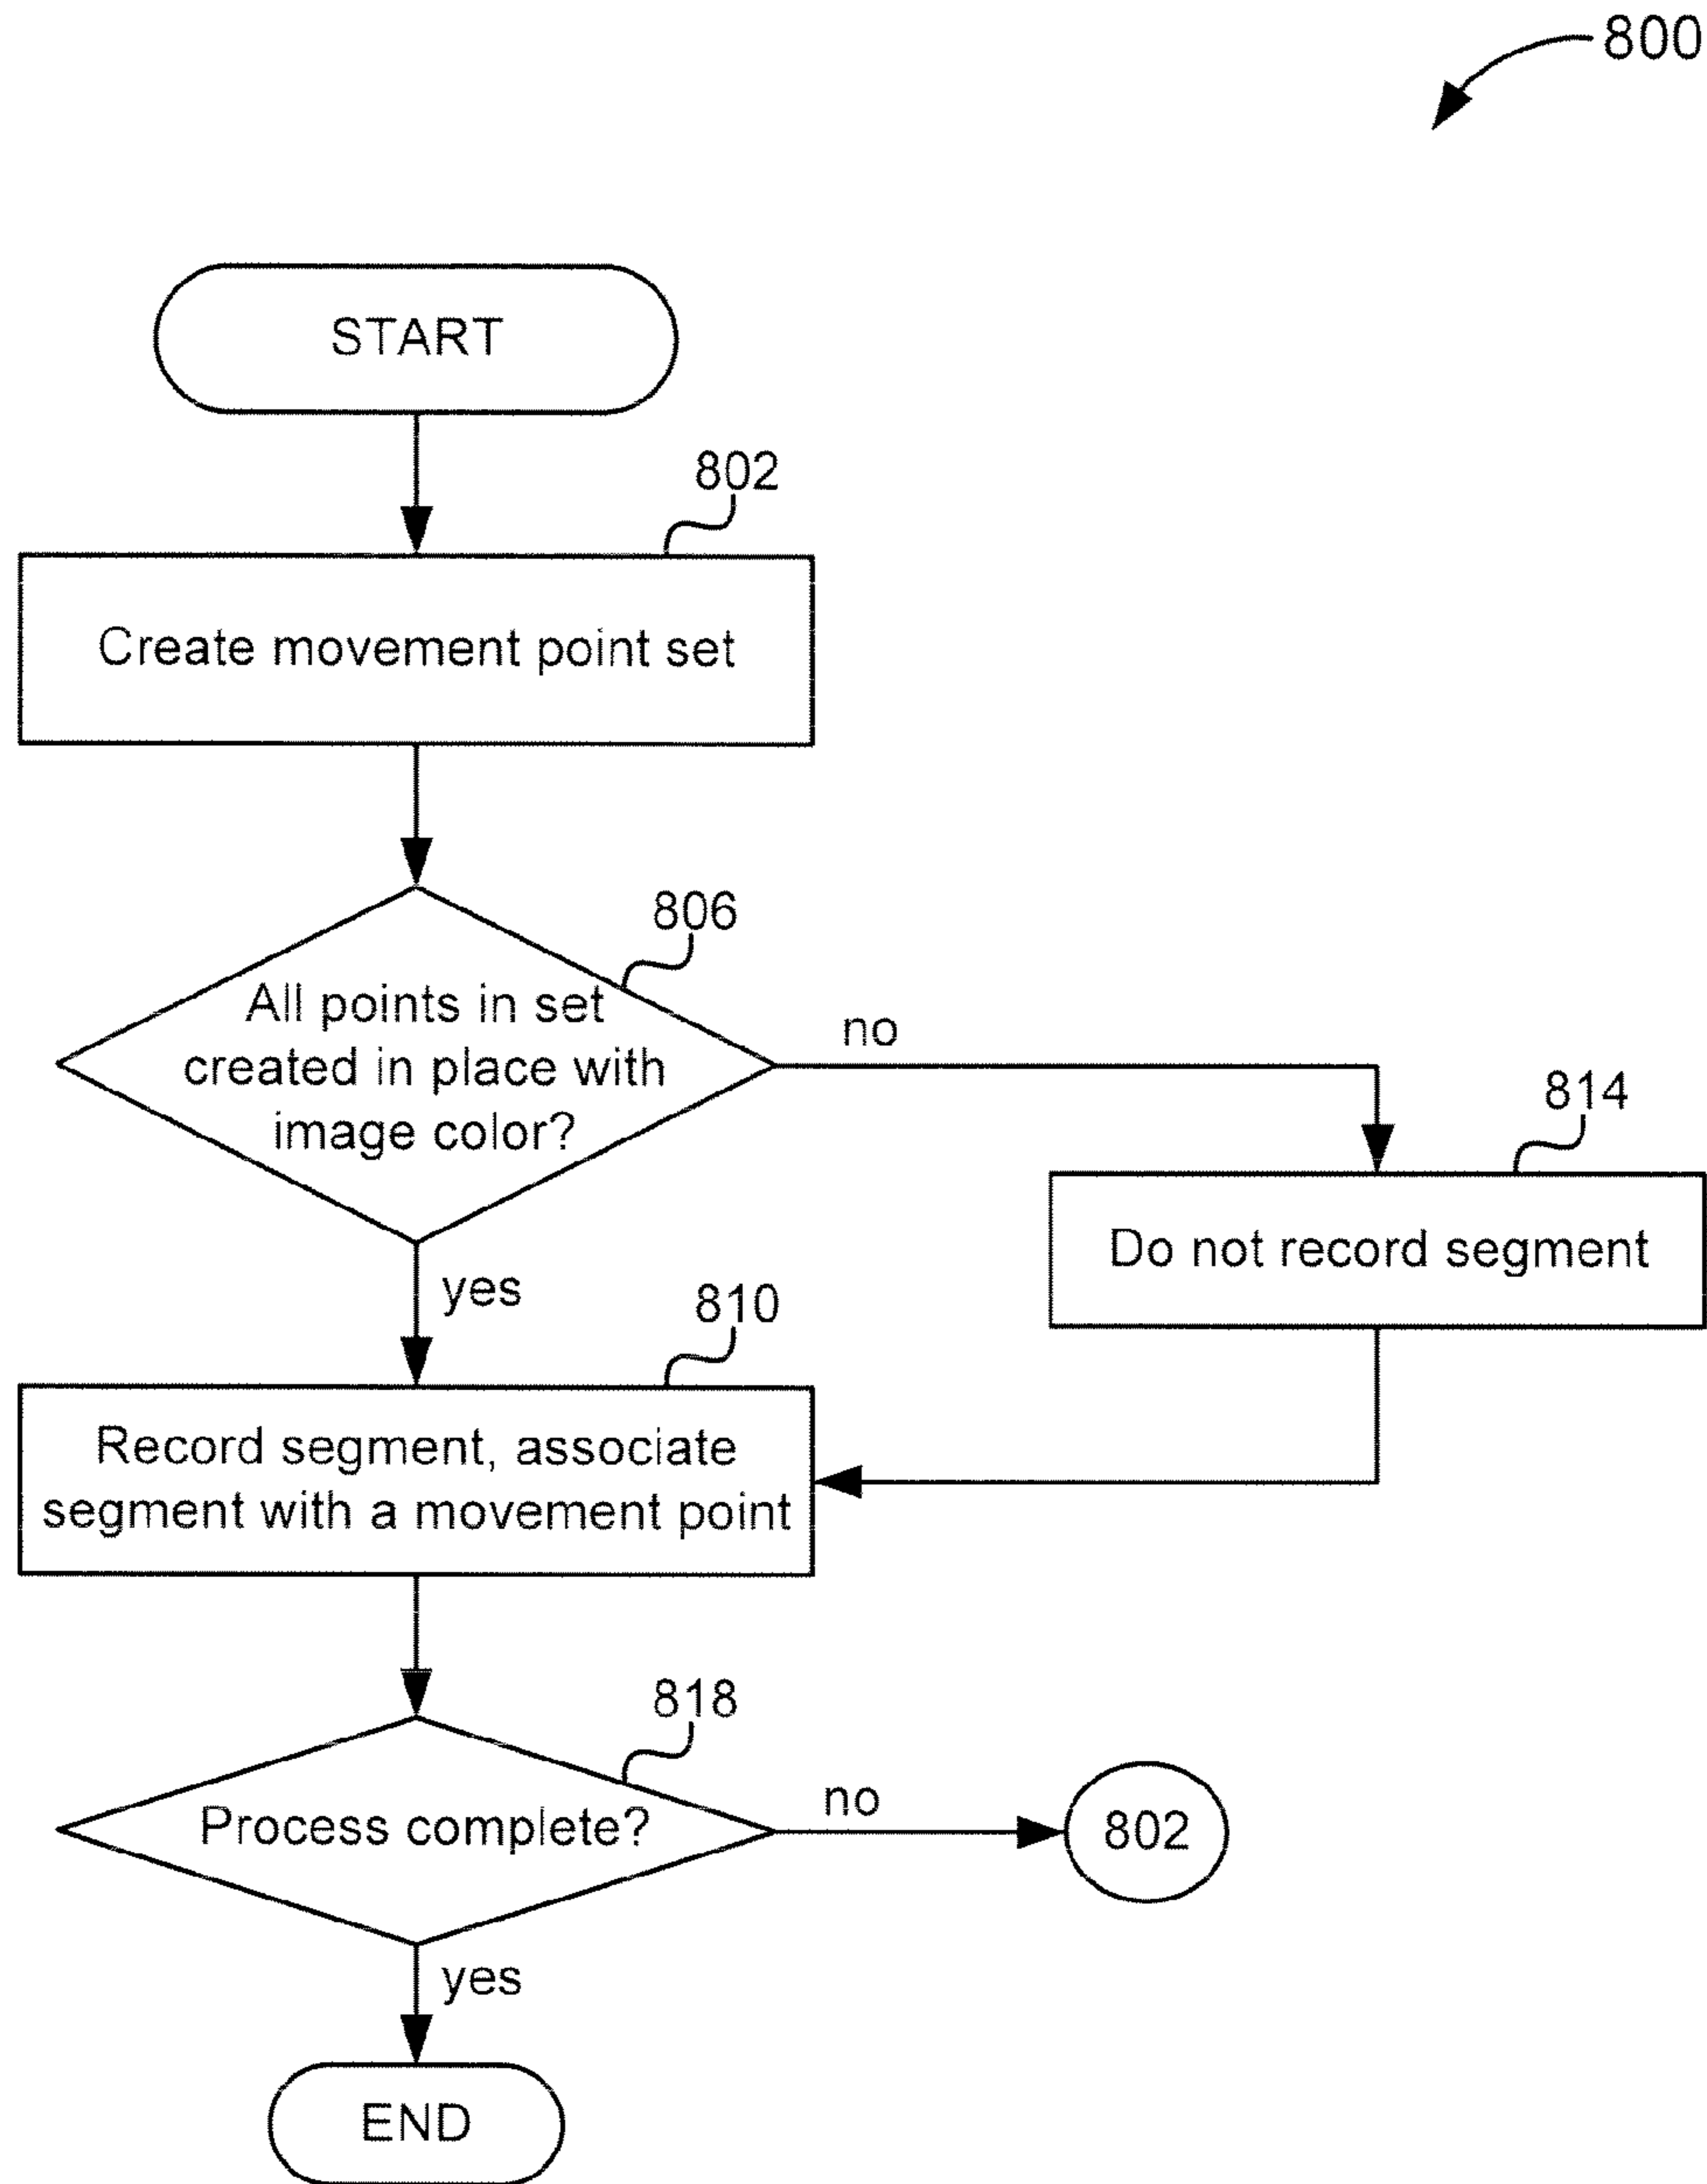 800
START
802
Create movement point set
806
All points in set
created in place with
image color?
no
814
Do not record segment
yes
810
Record segment, associate
segment with a movement point
818
Process complete?
no
802
yes
END